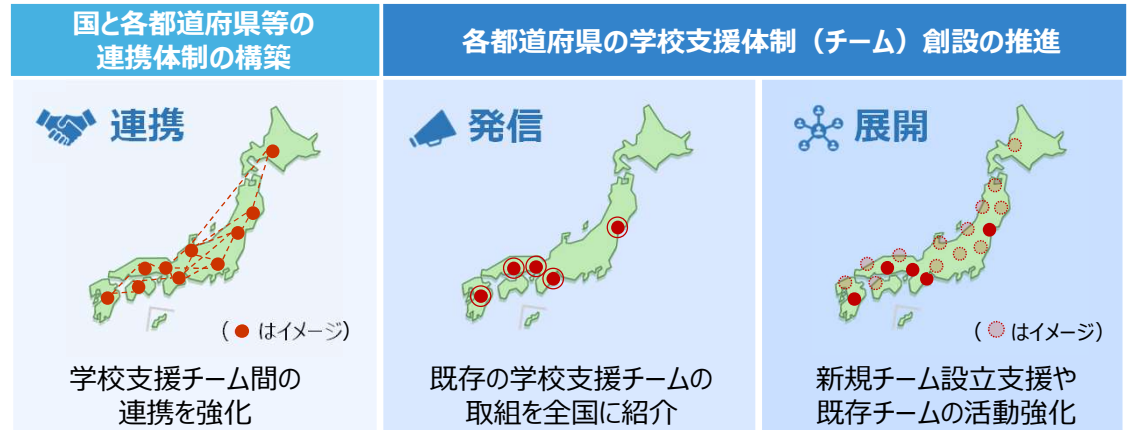 国と各都道府県等の
連携体制の構築
各都道府県の学校支援体制（チーム）創設の推進
連携
（ はイメージ）
学校支援チーム間の
連携を強化
発信
既存の学校支援チームの
取組を全国に紹介
展開
（ はイメージ）
新規チーム設立支援や
既存チームの活動強化